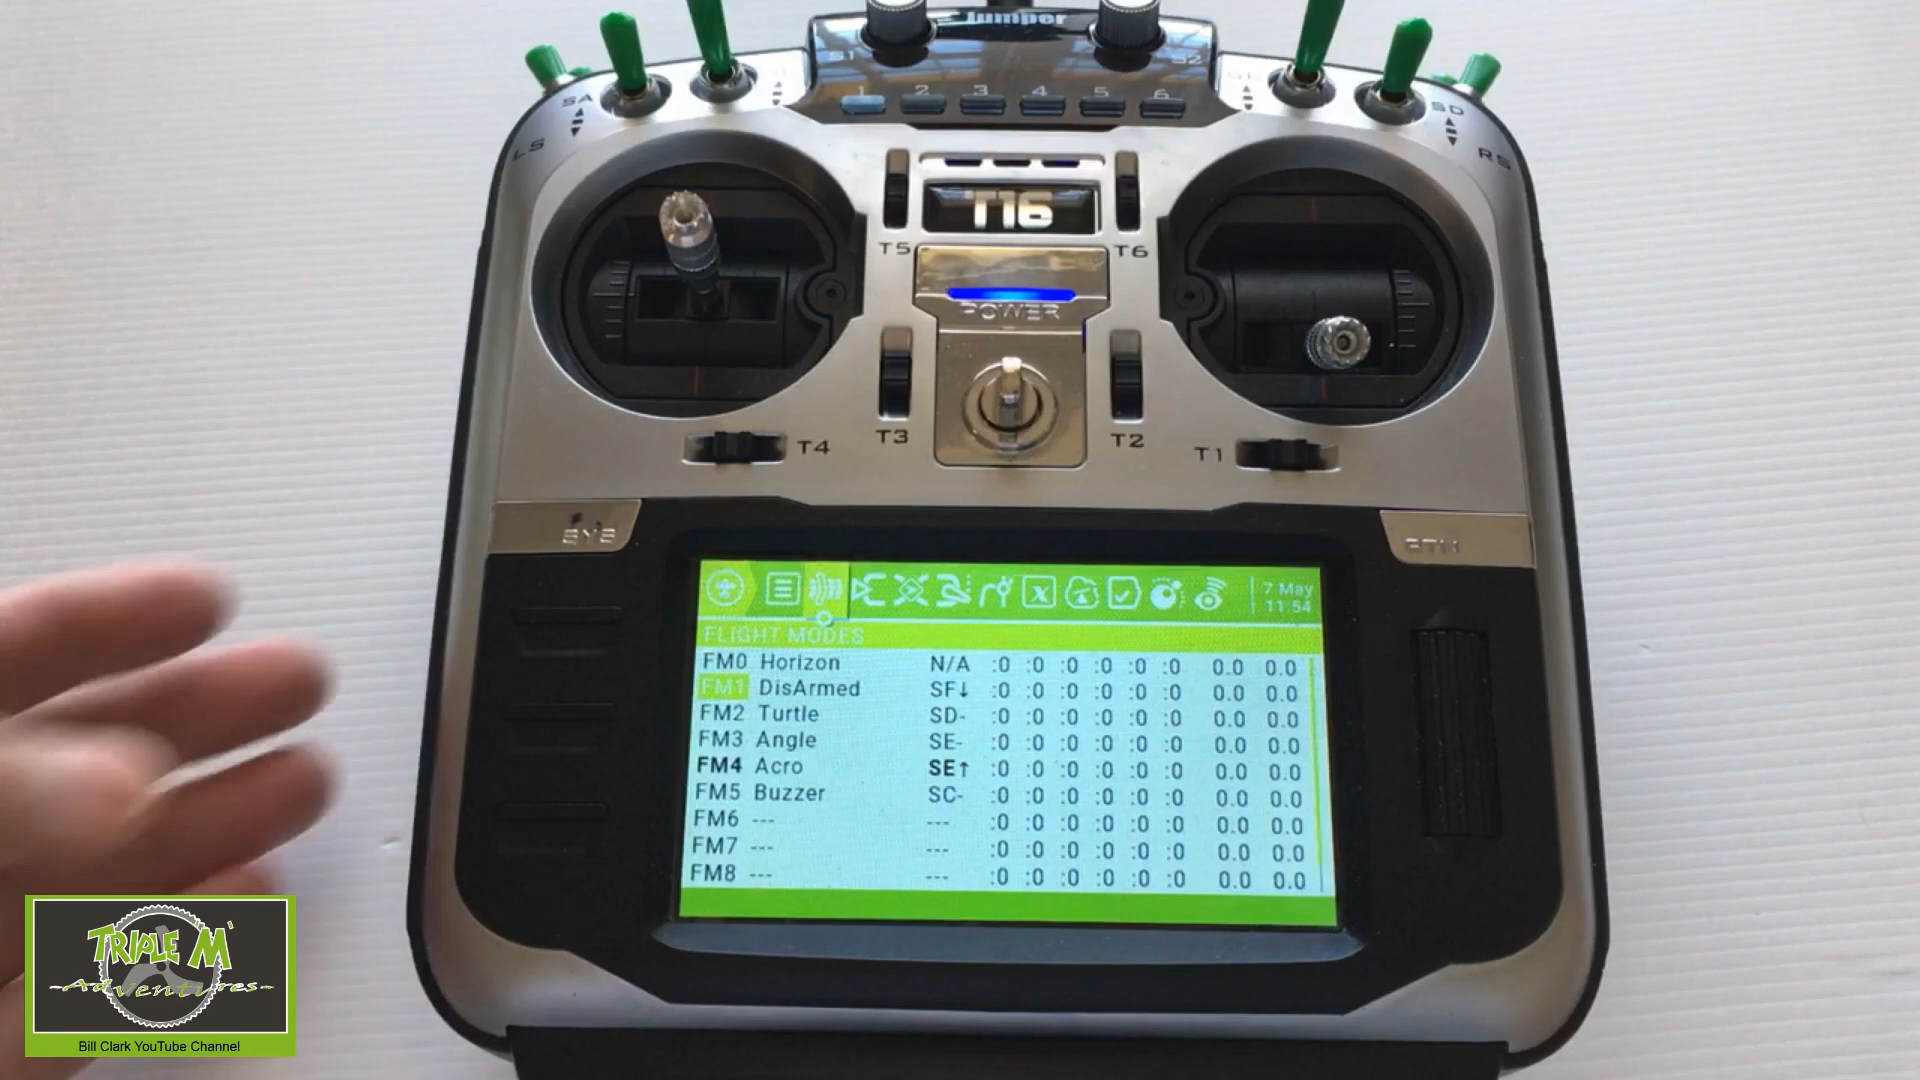 Jumper
S1 S2
1 2 3 4 5 6
SA SD
LS RS
T16
T5 T6
POWER
T3 T2
T4 T1
SYS RTN
7 May
11:54
FLIGHT MODES
FM0 Horizon N/A :0 :0 :0 :0 :0 :0 0.0 0.0
FM1 DisArmed SF↓ :0 :0 :0 :0 :0 :0 0.0 0.0
FM2 Turtle SD- :0 :0 :0 :0 :0 :0 0.0 0.0
FM3 Angle SE- :0 :0 :0 :0 :0 :0 0.0 0.0
FM4 Acro SE↑ :0 :0 :0 :0 :0 :0 0.0 0.0
FM5 Buzzer SC- :0 :0 :0 :0 :0 :0 0.0 0.0
FM6 --- --- :0 :0 :0 :0 :0 :0 0.0 0.0
FM7 --- --- :0 :0 :0 :0 :0 :0 0.0 0.0
FM8 --- --- :0 :0 :0 :0 :0 :0 0.0 0.0
TRIPLE M'
-Adventures-
Bill Clark YouTube Channel